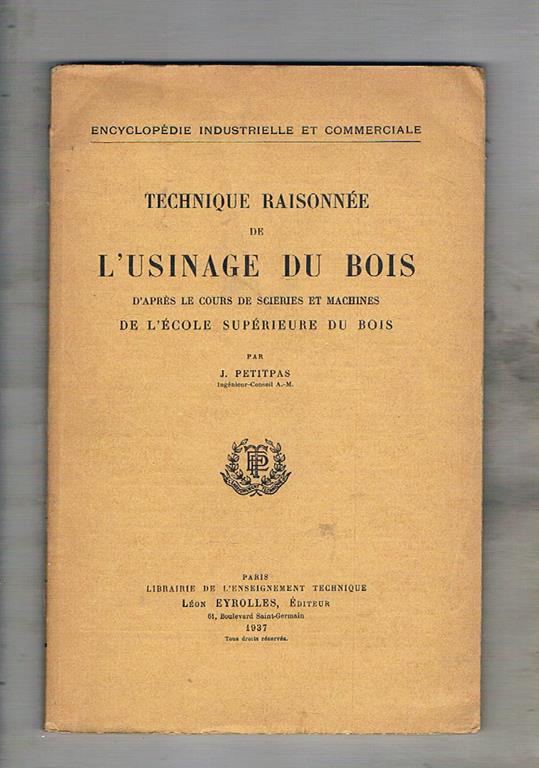 ENCYCLOPÉDIE INDUSTRIELLE ET COMMERCIALE
TECHNIQUE RAISONNÉE
DE
L'USINAGE DU BOIS
D'APRÈS LE COURS DE SCIERIES ET MACHINES
DE L'ÉCOLE SUPÉRIEURE DU BOIS
PAR
J. PETITPAS
Ingénieur-Conseil A.-M.
PARIS
LIBRAIRIE DE L'ENSEIGNEMENT TECHNIQUE
LÉON EYROLLES, ÉDITEUR
61, Boulevard Saint-Germain
1937
Tous droits réservés.